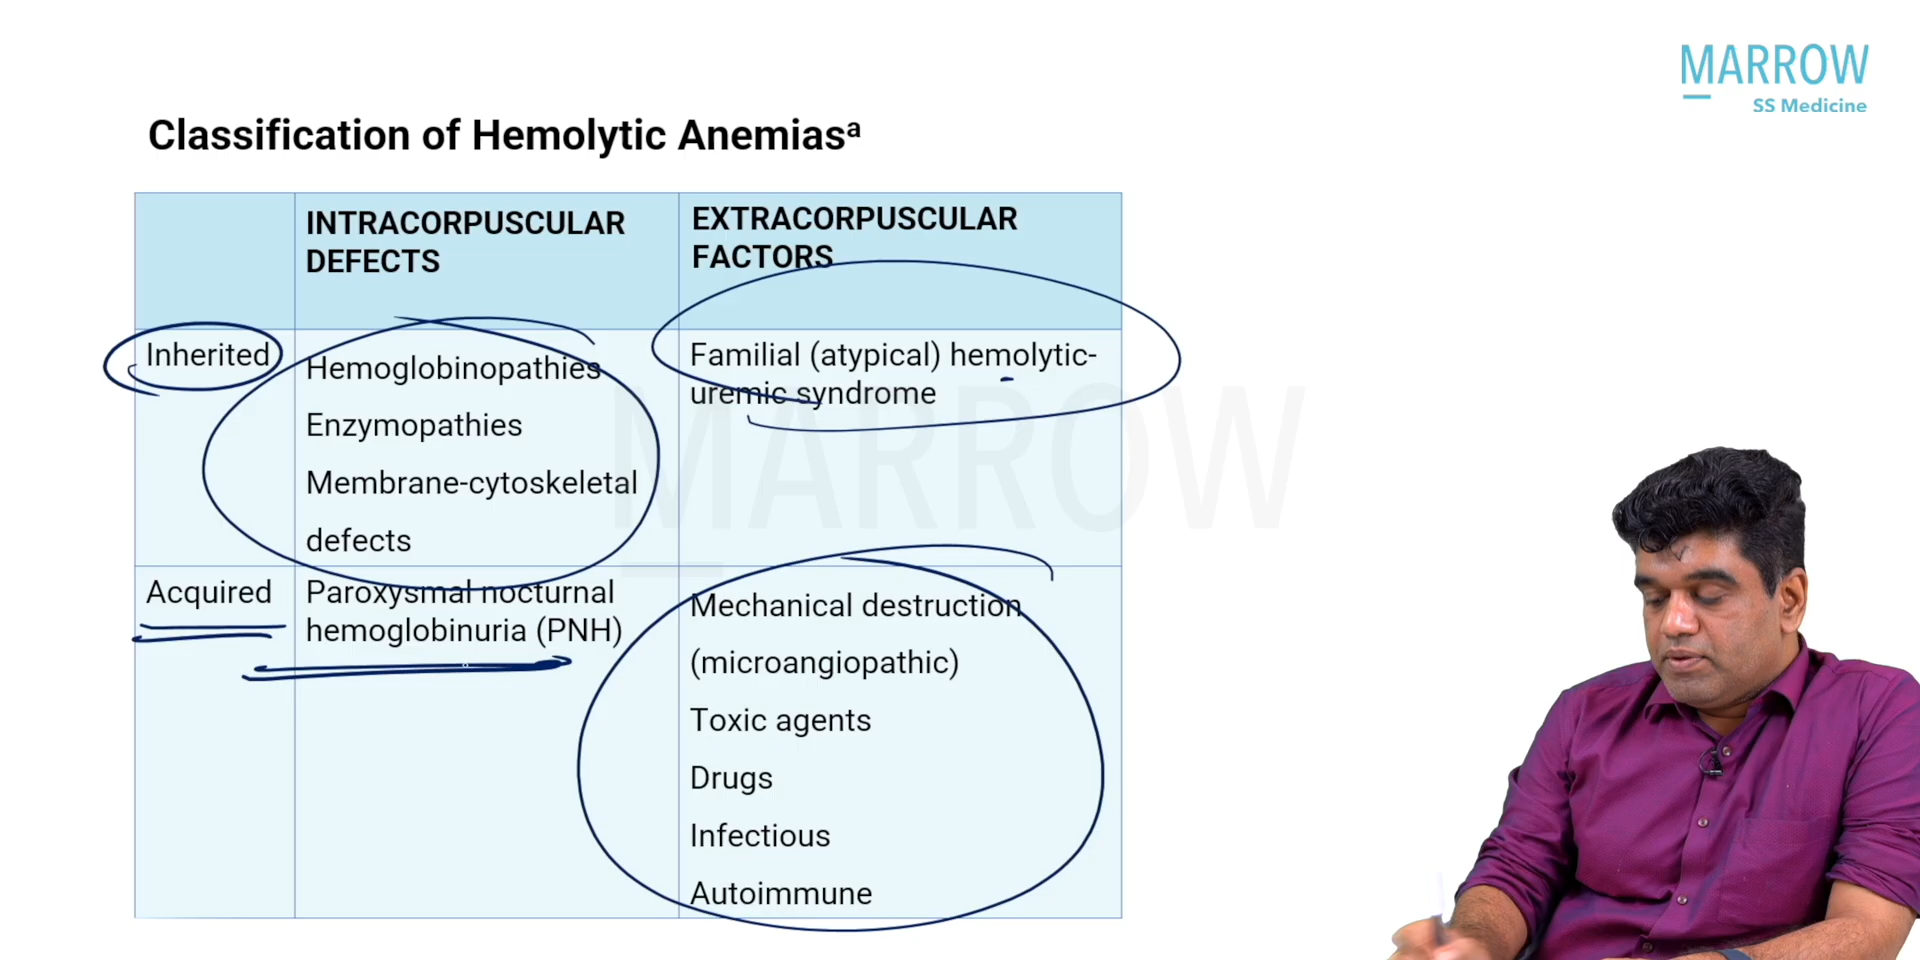 MARROW
SS Medicine
Classification of Hemolytic Anemiasª
INTRACORPUSCULAR
DEFECTS
EXTRACORPUSCULAR
FACTORS
Inherited
Hemoglobinopathies
Enzymopathies
Membrane-cytoskeletal
defects
Familial (atypical) hemolytic-
uremic syndrome
Acquired
Paroxysmal nocturnal
hemoglobinuria (PNH)
Mechanical destruction
(microangiopathic)
Toxic agents
Drugs
Infectious
Autoimmune
MARROW